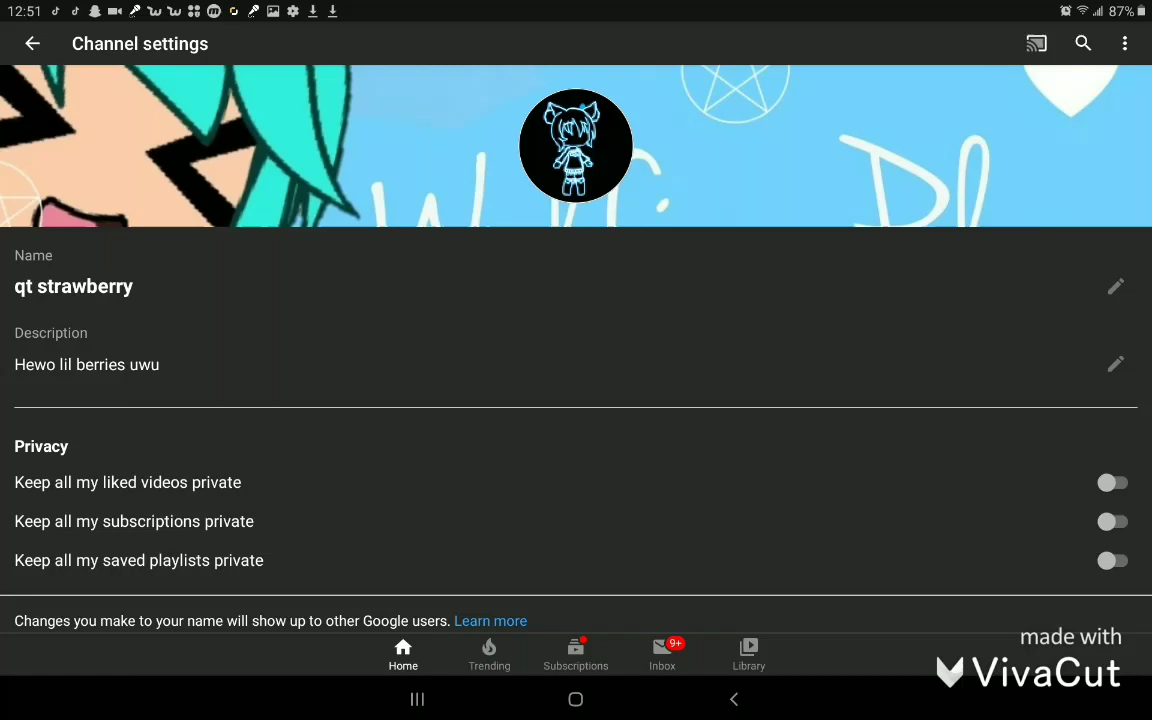 12:51
87%
Channel settings
Name
qt strawberry
Description
Hewo lil berries uwu
Privacy
Keep all my liked videos private
Keep all my subscriptions private
Keep all my saved playlists private
Changes you make to your name will show up to other Google users. Learn more
Home
Trending
Subscriptions
9+
Inbox
Library
made with
VivaCut